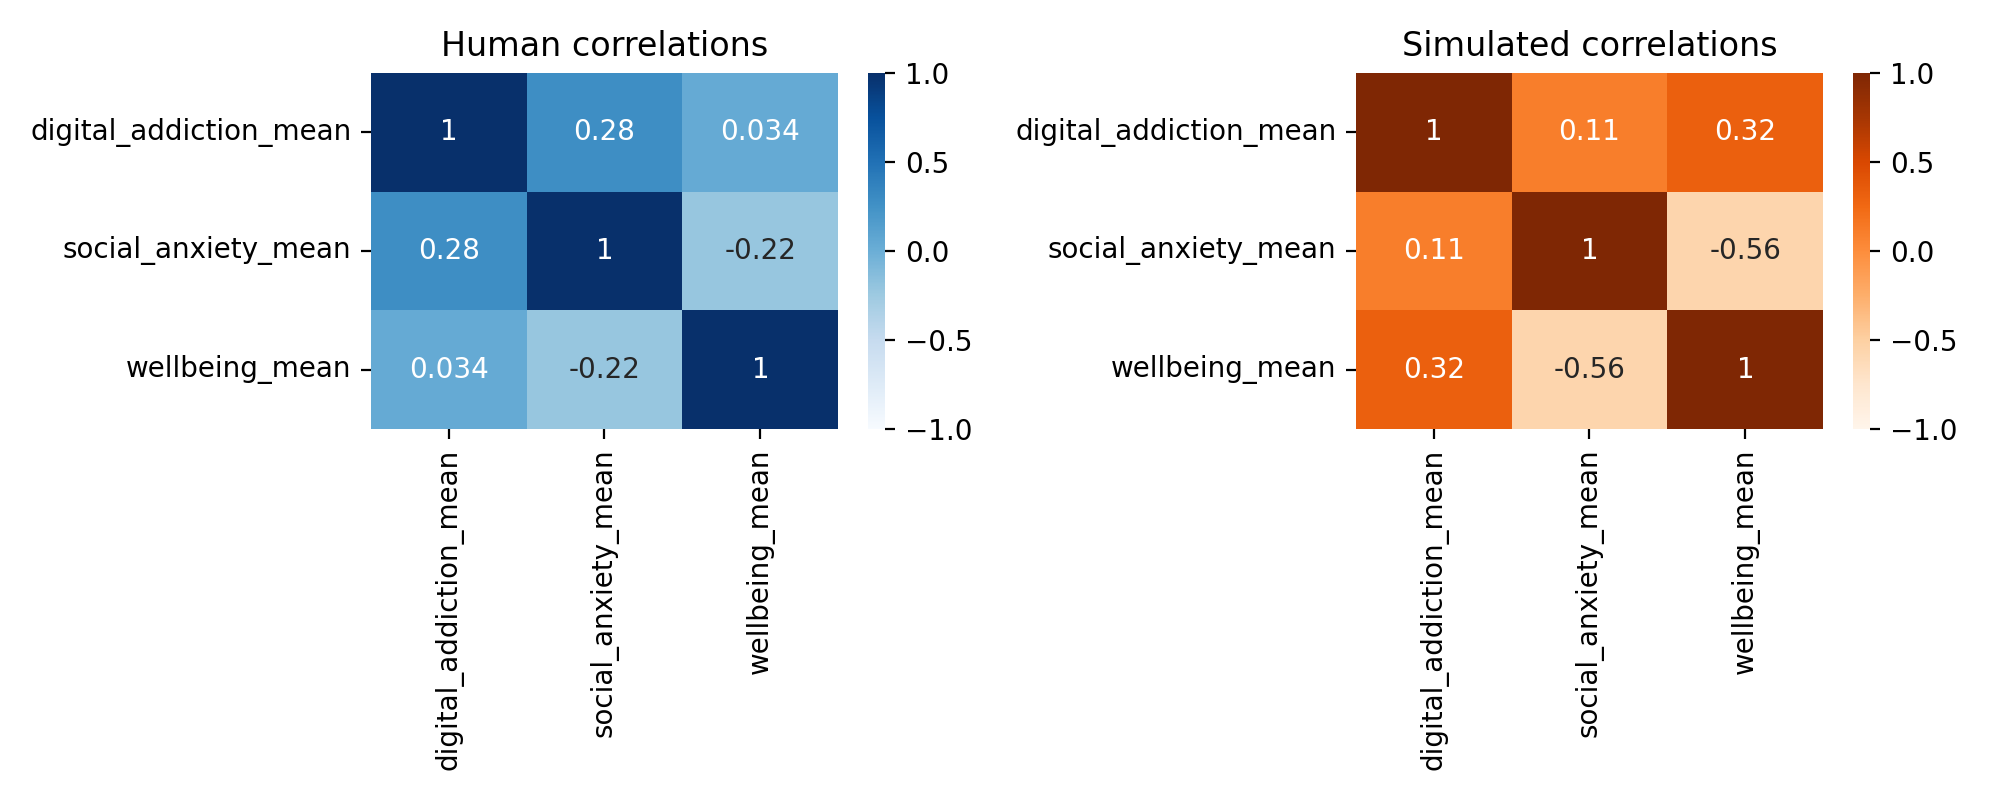 Human correlations
digital_addiction_mean
social_anxiety_mean
wellbeing_mean
1 0.28 0.034
0.28 1 -0.22
0.034 -0.22 1
digital_addiction_mean
social_anxiety_mean
wellbeing_mean
1.0
0.5
0.0
−0.5
−1.0
Simulated correlations
digital_addiction_mean
social_anxiety_mean
wellbeing_mean
1 0.11 0.32
0.11 1 -0.56
0.32 -0.56 1
digital_addiction_mean
social_anxiety_mean
wellbeing_mean
1.0
0.5
0.0
−0.5
−1.0